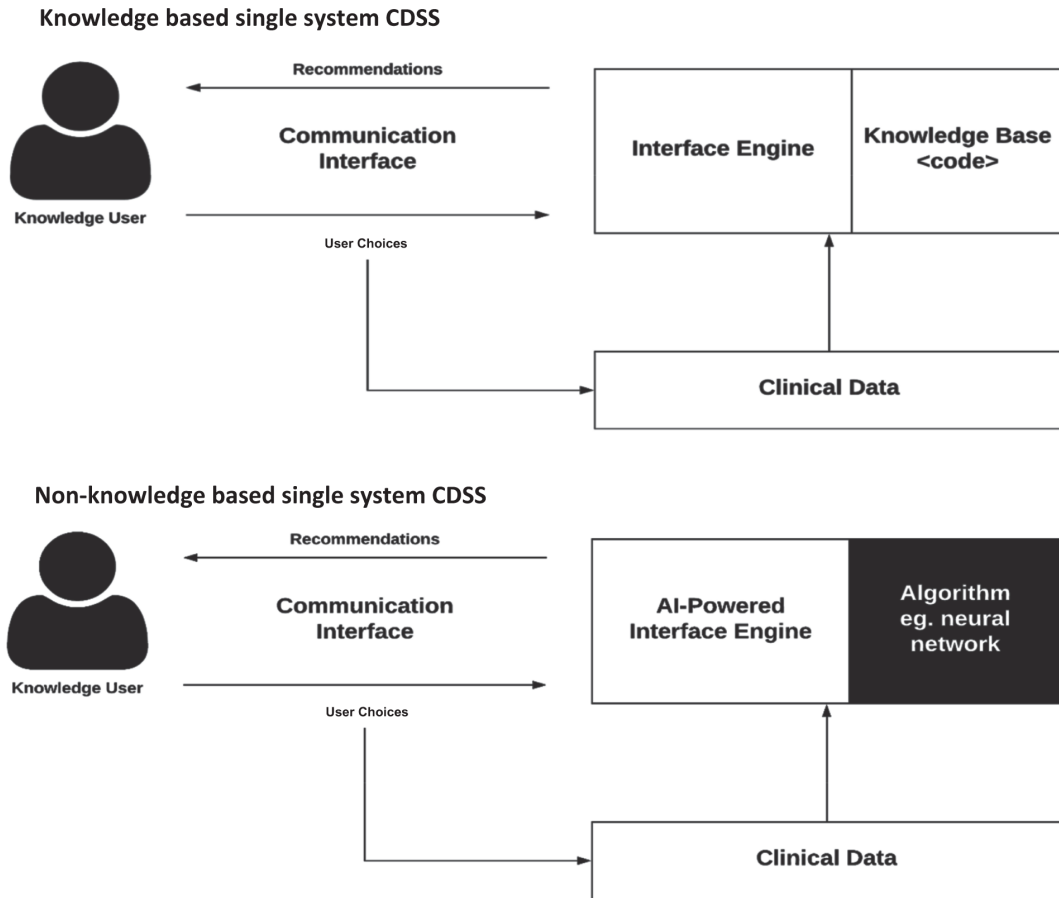 Knowledge based single system CDSS
Recommendations
Communication
Interface
Interface Engine
Knowledge Base
<code>
Knowledge User
User Choices
Clinical Data
Non-knowledge based single system CDSS
Recommendations
Communication
Interface
AI-Powered
Interface Engine
Algorithm
eg. neural
network
Knowledge User
User Choices
Clinical Data